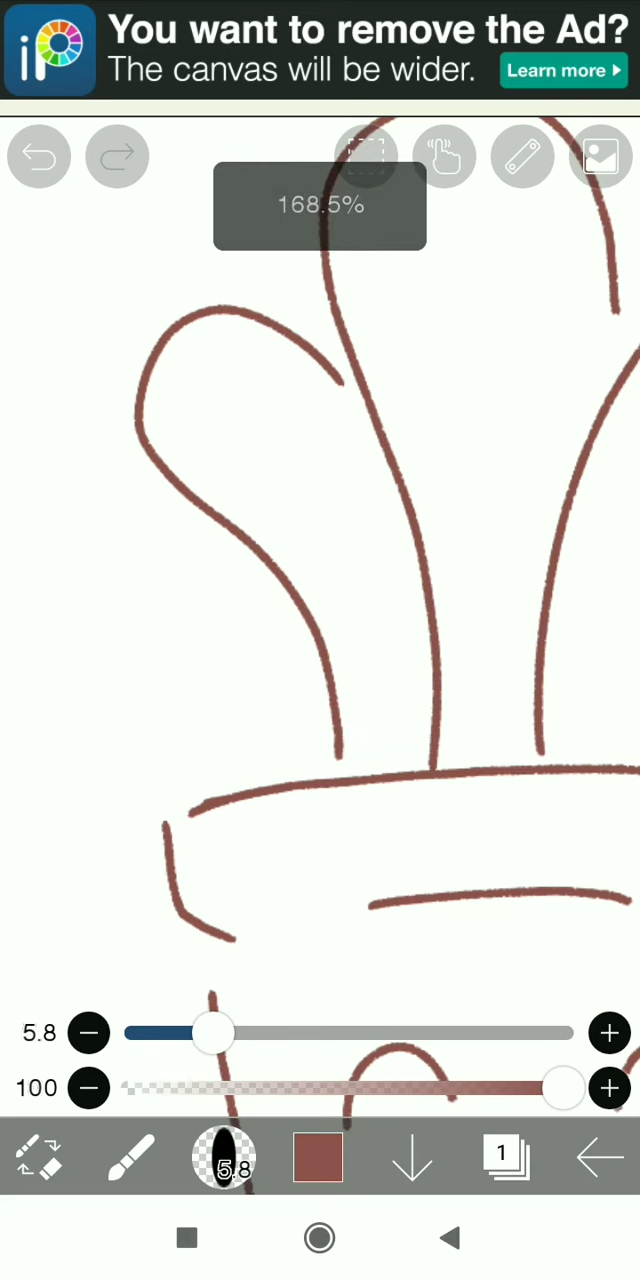 iP
You want to remove the Ad?
The canvas will be wider.
Learn more
168.5%
5.8
100
5.8
1